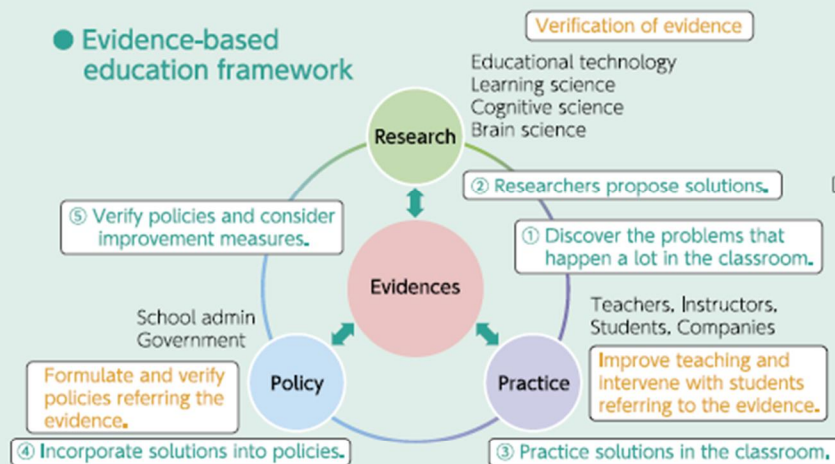 ● Evidence-based
education framework
Verification of evidence
Educational technology
Learning science
Cognitive science
Brain science
Research
② Researchers propose solutions.
⑤ Verify policies and consider
improvement measures.
① Discover the problems that
happen a lot in the classroom.
Evidences
School admin
Government
Teachers, Instructors,
Students, Companies
Formulate and verify
policies referring the
evidence.
Policy
Practice
Improve teaching and
intervene with students
referring to the evidence.
④ Incorporate solutions into policies.
③ Practice solutions in the classroom.